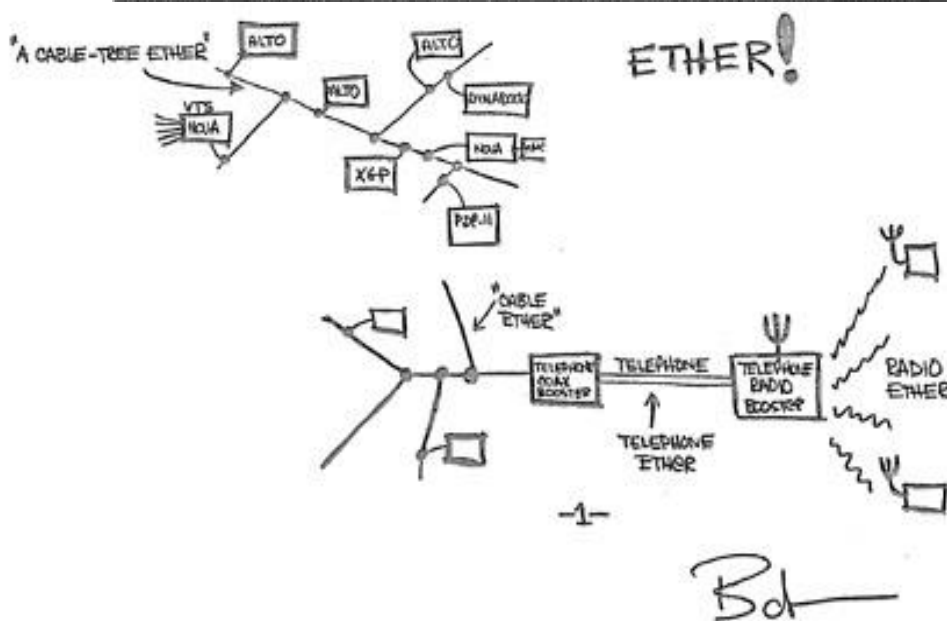 "A CABLE-TREE ETHER"
ALTO
ALTO
ETHER!
ALTO
DYNABOOK
VTS
NOVA
NOVA
XGP
PDP-11
"CABLE
ETHER"
TELEPHONE
COAX
BOOSTER
TELEPHONE
TELEPHONE
RADIO
BOOSTER
RADIO
ETHER
TELEPHONE
ETHER
-1-